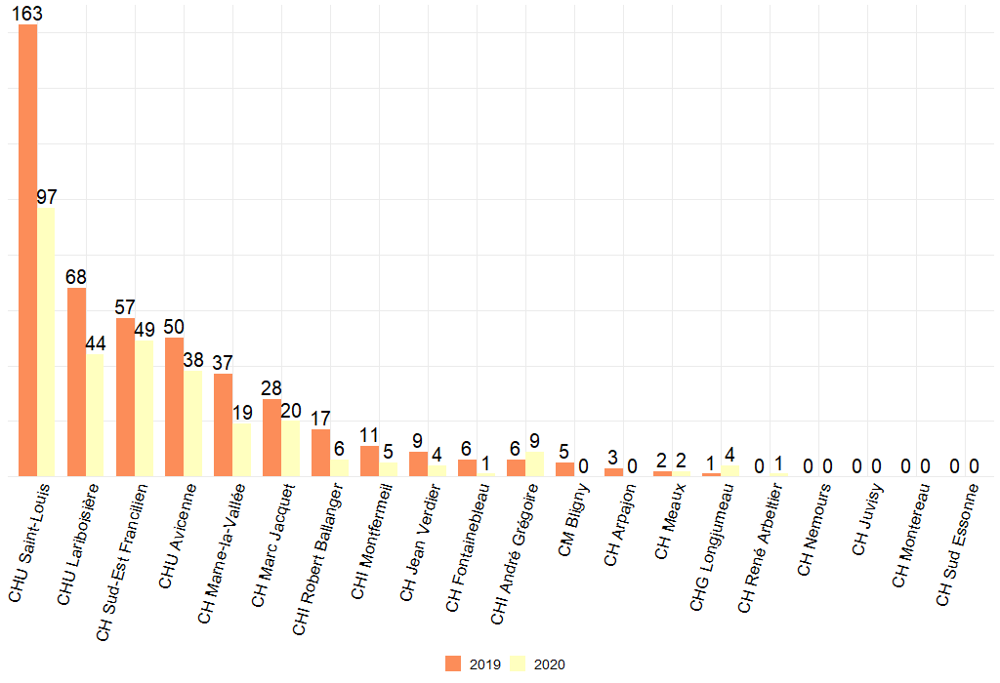 163
97
68
44
57
49
50
38
37
19
28
20
17
6
11
5
9
4
6
1
6
9
5
0
3
0
2
2
1
4
0
1
0
0
0
0
0
0
0
0
CHU Saint-Louis
CHU Lariboisière
CH Sud-Est Francilien
CHU Avicenne
CH Marne-la-Vallée
CH Marc Jacquet
CHI Robert Ballanger
CHI Montfermeil
CH Jean Verdier
CH Fontainebleau
CHI André Grégoire
CM Bligny
CH Arpajon
CH Meaux
CHG Longjumeau
CH René Arbeltier
CH Nemours
CH Juvisy
CH Montereau
CH Sud Essonne
2019
2020